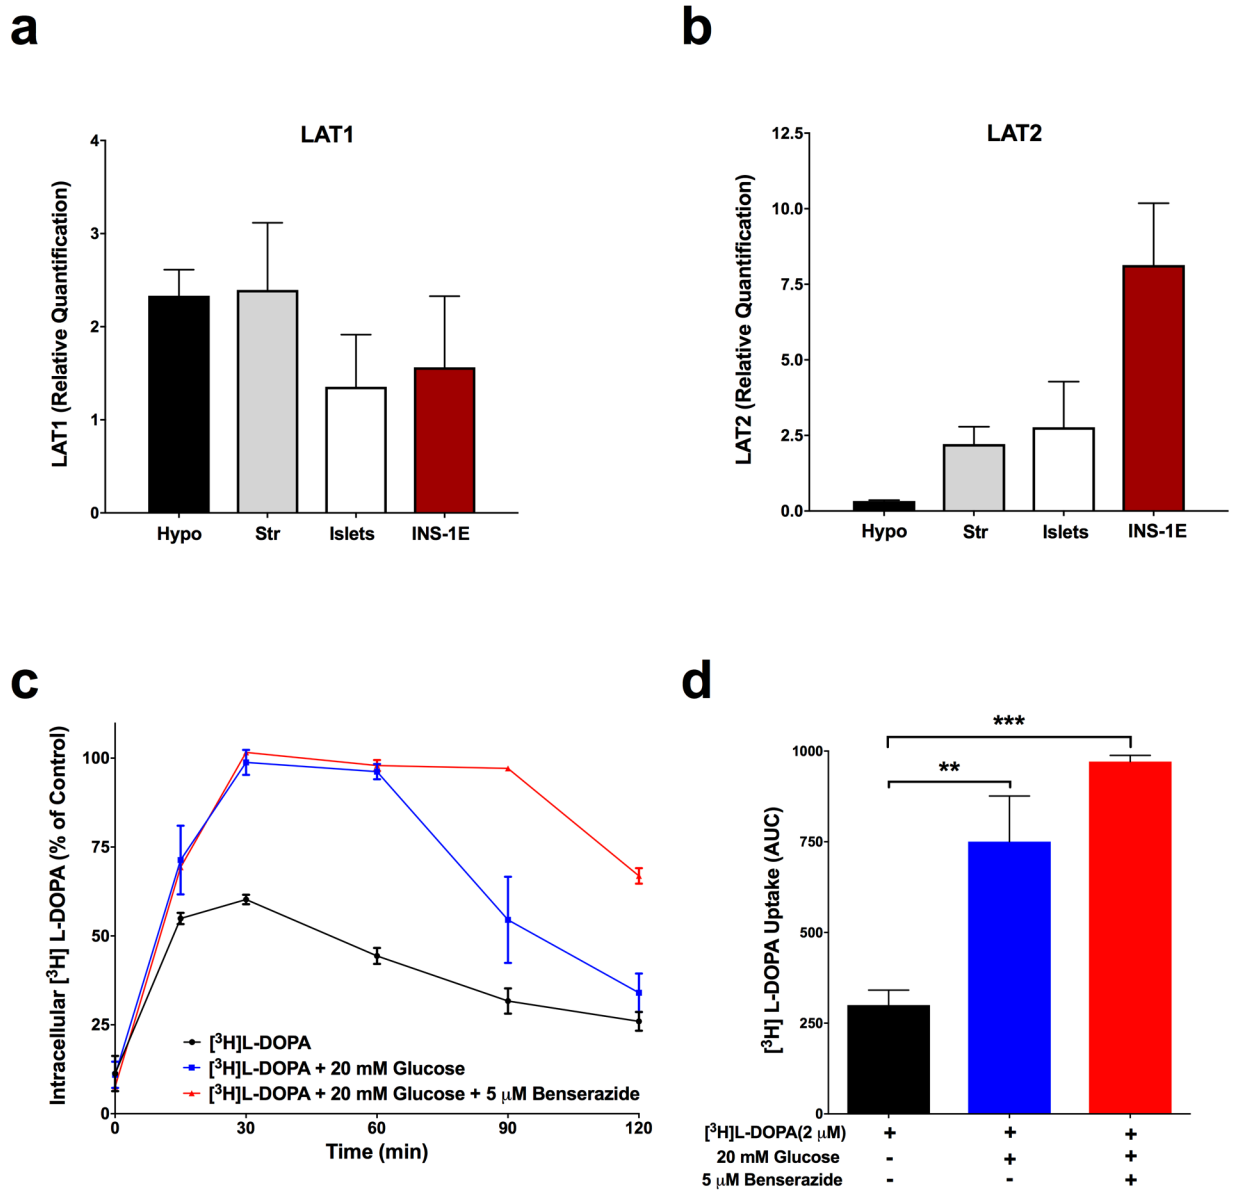 a
LAT1
LAT1 (Relative Quantification)
4
3
2
1
0
Hypo Str Islets INS-1E
b
LAT2
LAT2 (Relative Quantification)
12.5
10.0
7.5
5.0
2.5
0.0
Hypo Str Islets INS-1E
c
Intracellular [³H] L-DOPA (% of Control)
100
75
50
25
0
[³H]L-DOPA
[³H]L-DOPA + 20 mM Glucose
[³H]L-DOPA + 20 mM Glucose + 5 μM Benserazide
0 30 60 90 120
Time (min)
d
[³H] L-DOPA Uptake (AUC)
***
**
1000
750
500
250
0
[³H]L-DOPA(2 μM) + + +
20 mM Glucose - + +
5 μM Benserazide - - +